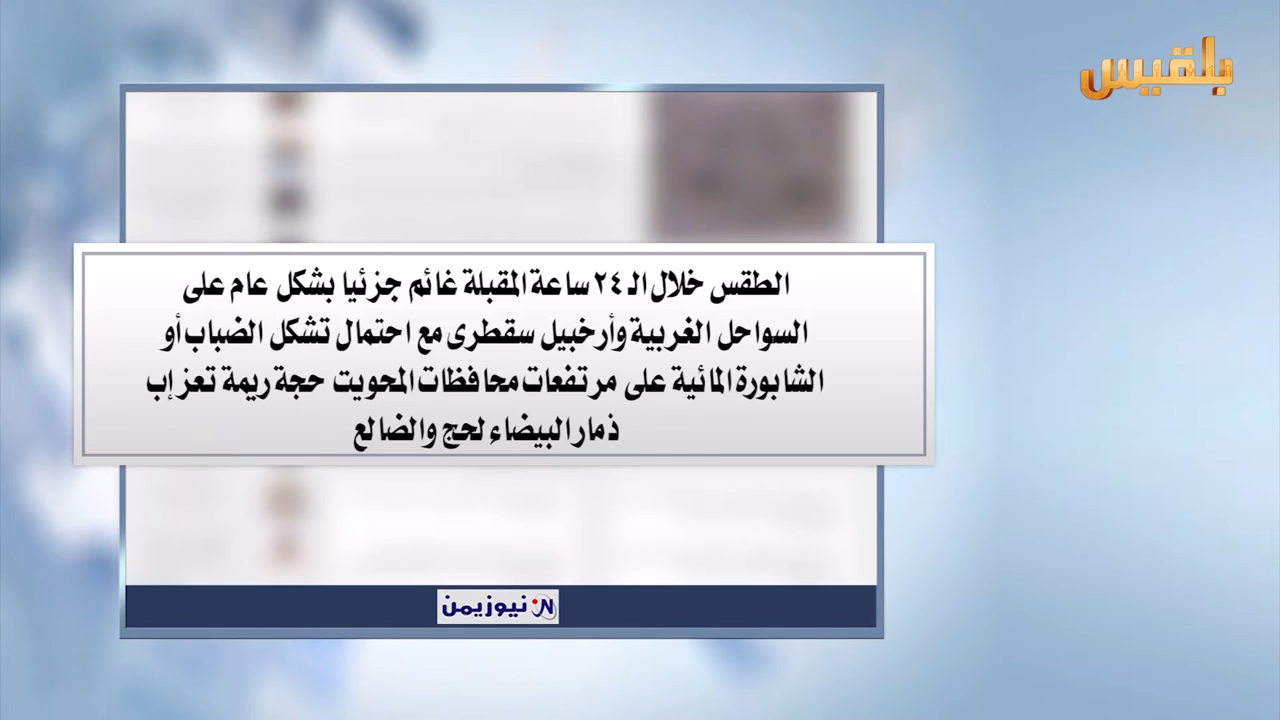 بلقيس
الطقس خلال الـ ٢٤ ساعة المقبلة غائم جزئيا بشكل عام على
السواحل الغربية وأرخبيل سقطرى مع احتمال تشكل الضباب أو
الشابورة المائية على مرتفعات محافظات المحويت حجة ريمة تعز إب
ذمار البيضاء لحج والضالع
نيوزيمن